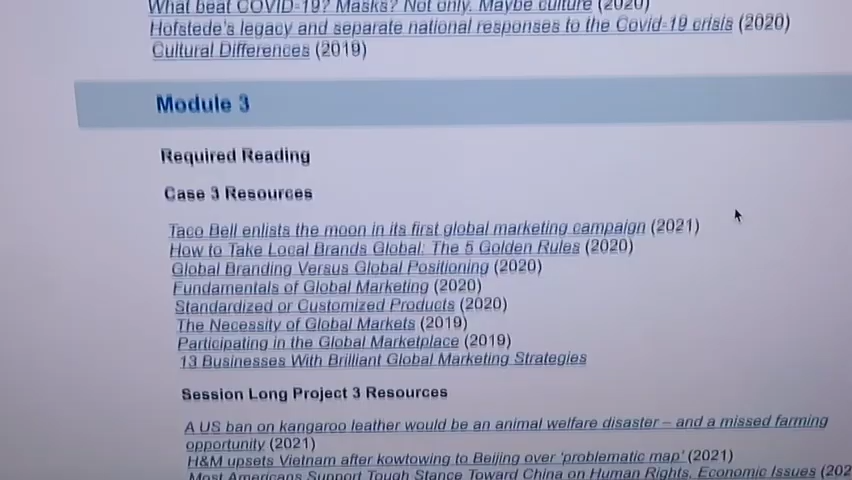 What beat COVID-19? Masks? Not only. Maybe culture (2020)
Hofstede's legacy and separate national responses to the Covid-19 crisis (2020)
Cultural Differences (2019)
Module 3
Required Reading
Case 3 Resources
Taco Bell enlists the moon in its first global marketing campaign (2021)
How to Take Local Brands Global: The 5 Golden Rules (2020)
Global Branding Versus Global Positioning (2020)
Fundamentals of Global Marketing (2020)
Standardized or Customized Products (2020)
The Necessity of Global Markets (2019)
Participating in the Global Marketplace (2019)
13 Businesses With Brilliant Global Marketing Strategies
Session Long Project 3 Resources
A US ban on kangaroo leather would be an animal welfare disaster – and a missed farming
opportunity (2021)
H&M upsets Vietnam after kowtowing to Beijing over 'problematic map' (2021)
Most Americans Support Tough Stance Toward China on Human Rights, Economic Issues (202